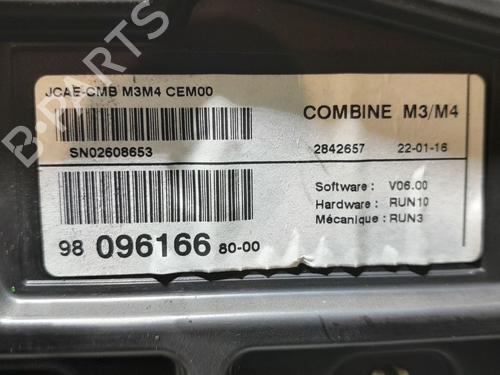 JCAE-CMB M3M4 CEM00
COMBINE M3/M4
SN02608653
2842657 22-01-16
Software : V06.00
Hardware : RUN10
Mécanique : RUN3
98 096166 80-00
B-PARTS